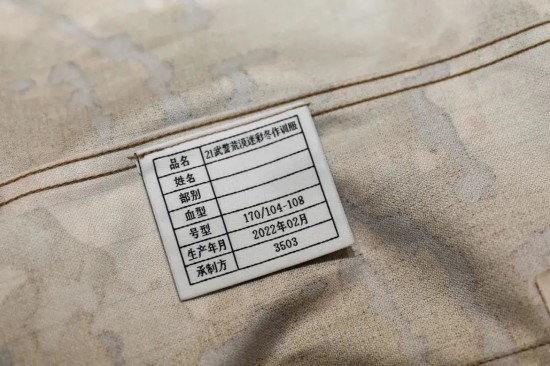 品名 21武警荒漠迷彩冬作训服
姓名
部别
血型
号型 170/104-108
生产年月 2022年02月
承制方 3503